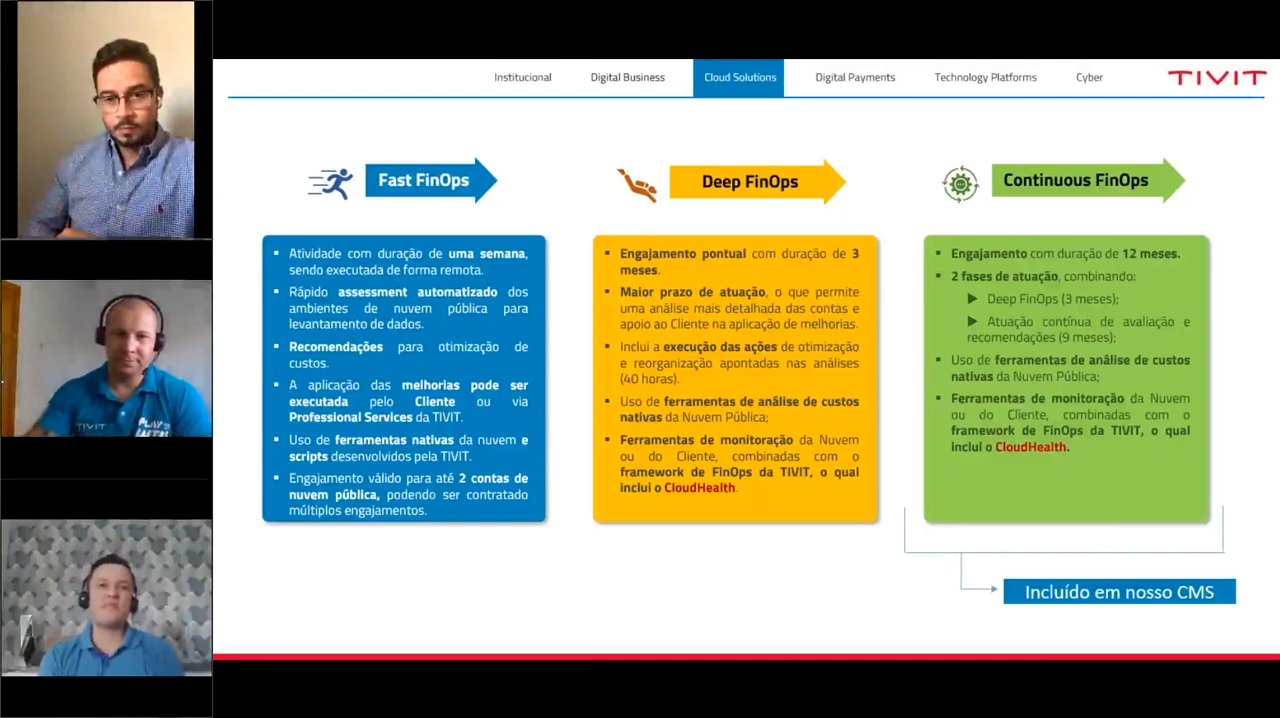 Institucional
Digital Business
Cloud Solutions
Digital Payments
Technology Platforms
Cyber
TIVIT
Fast FinOps
Atividade com duração de uma semana,
sendo executada de forma remota.
Rápido assessment automatizado dos
ambientes de nuvem pública para
levantamento de dados.
Recomendações para otimização de
custos.
A aplicação das melhorias pode ser
executada pelo Cliente ou via
Professional Services da TIVIT.
Uso de ferramentas nativas da nuvem e
scripts desenvolvidos pela TIVIT.
Engajamento válido para até 2 contas de
nuvem pública, podendo ser contratado
múltiplos engajamentos.
Deep FinOps
Engajamento pontual com duração de 3
meses.
Maior prazo de atuação, o que permite
uma análise mais detalhada das contas e
apoio ao Cliente na aplicação de melhorias.
Inclui a execução das ações de otimização
e reorganização apontadas nas análises
(40 horas).
Uso de ferramentas de análise de custos
nativas da Nuvem Pública;
Ferramentas de monitoração da Nuvem
ou do Cliente, combinadas com o
framework de FinOps da TIVIT, o qual
inclui o CloudHealth.
Continuous FinOps
Engajamento com duração de 12 meses.
2 fases de atuação, combinando:
Deep FinOps (3 meses);
Atuação contínua de avaliação e
recomendações (9 meses);
Uso de ferramentas de análise de custos
nativas da Nuvem Pública;
Ferramentas de monitoração da Nuvem
ou do Cliente, combinadas com o
framework de FinOps da TIVIT, o qual
inclui o CloudHealth.
Incluído em nosso CMS
TIVIT